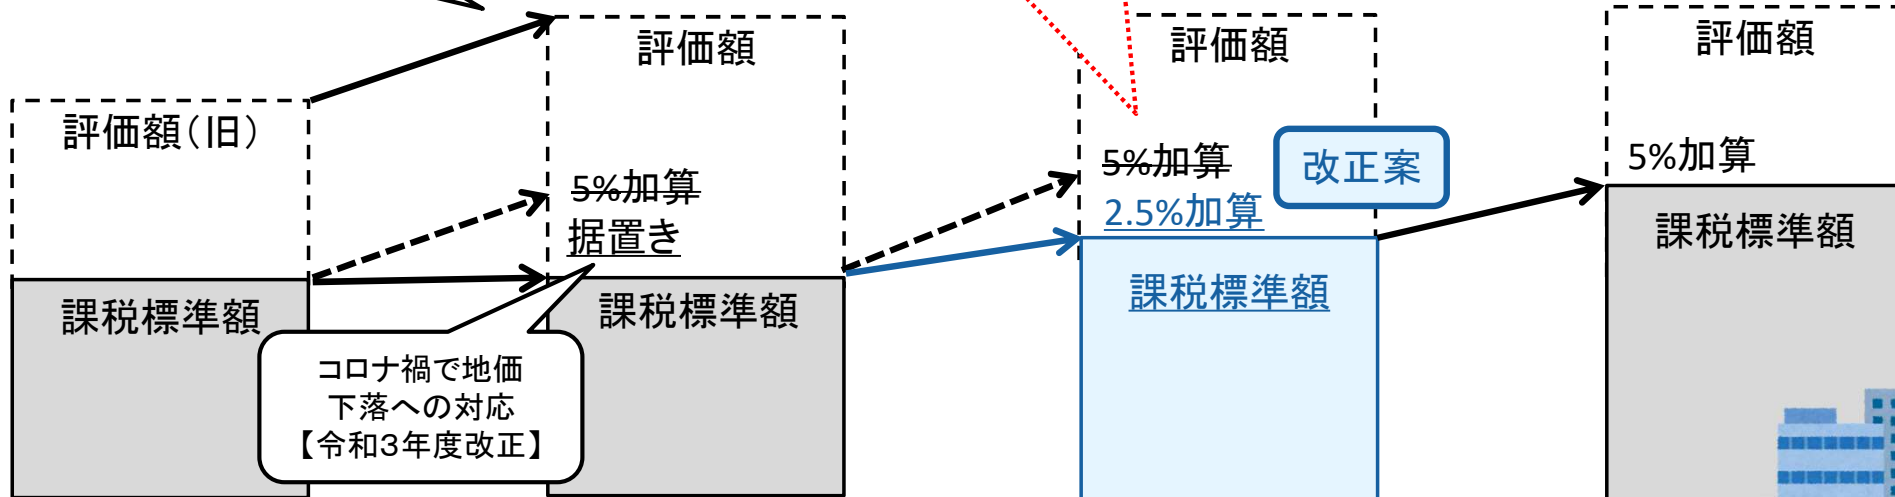 評価額(旧)
課税標準額
評価額
5%加算
据置き
課税標準額
コロナ禍で地価
下落への対応
【令和3年度改正】
評価額
5%加算
2.5%加算
改正案
課税標準額
評価額
5%加算
課税標準額